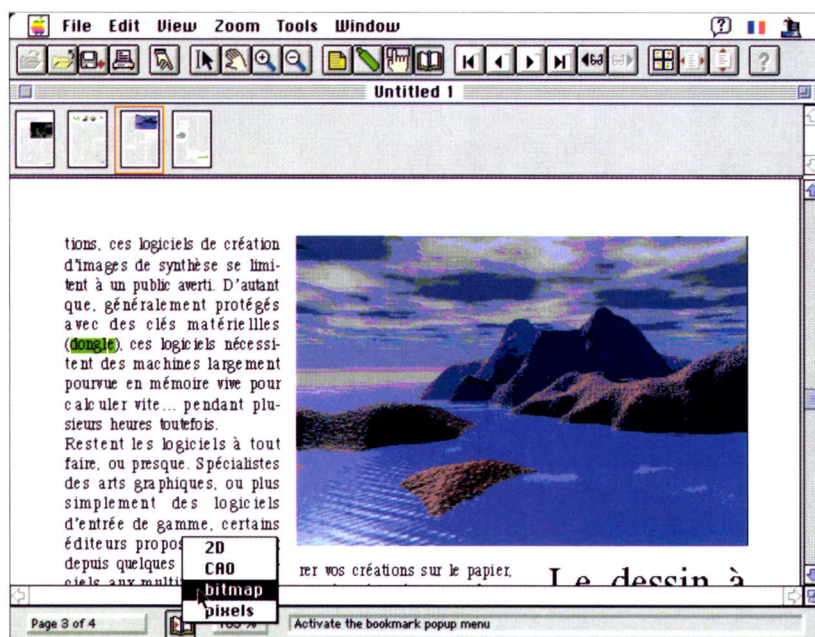 File Edit View Zoom Tools Window
Untitled 1
tions, ces logiciels de création
d'images de synthèse se limi-
tent à un public averti. D'autant
que, généralement protégés
avec des clés matérielles
(dongle), ces logiciels nécessi-
tent des machines largement
pourvue en mémoire vive pour
calculer vite... pendant plu-
sieurs heures toutefois.
Restent les logiciels à tout
faire, ou presque. Spécialistes
des arts graphiques, ou plus
simplement des logiciels
d'entrée de gamme, certains
éditeurs propos
depuis quelques
ciels aux
2D
CAO
bitmap
pixels
rer vos créations sur le papier,
Le dessin à
Page 3 of 4
Activate the bookmark popup menu